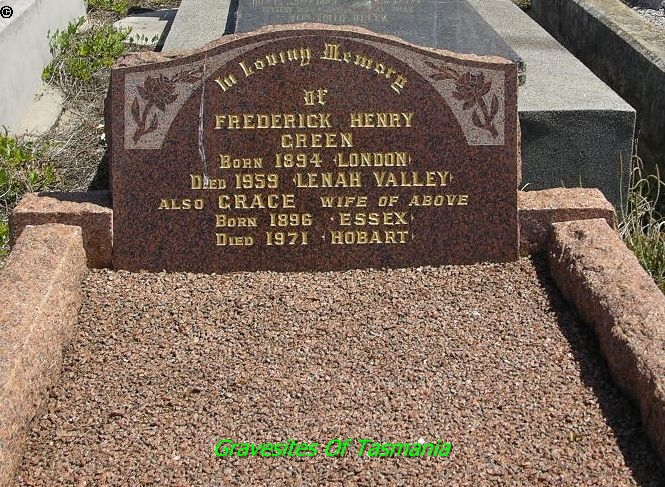 ©
In Loving Memory
of
FREDERICK HENRY
GREEN
BORN 1894 (LONDON)
DIED 1959 (LENAH VALLEY)
ALSO GRACE WIFE OF ABOVE
BORN 1896 (ESSEX)
DIED 1971 (HOBART)
Gravesites Of Tasmania